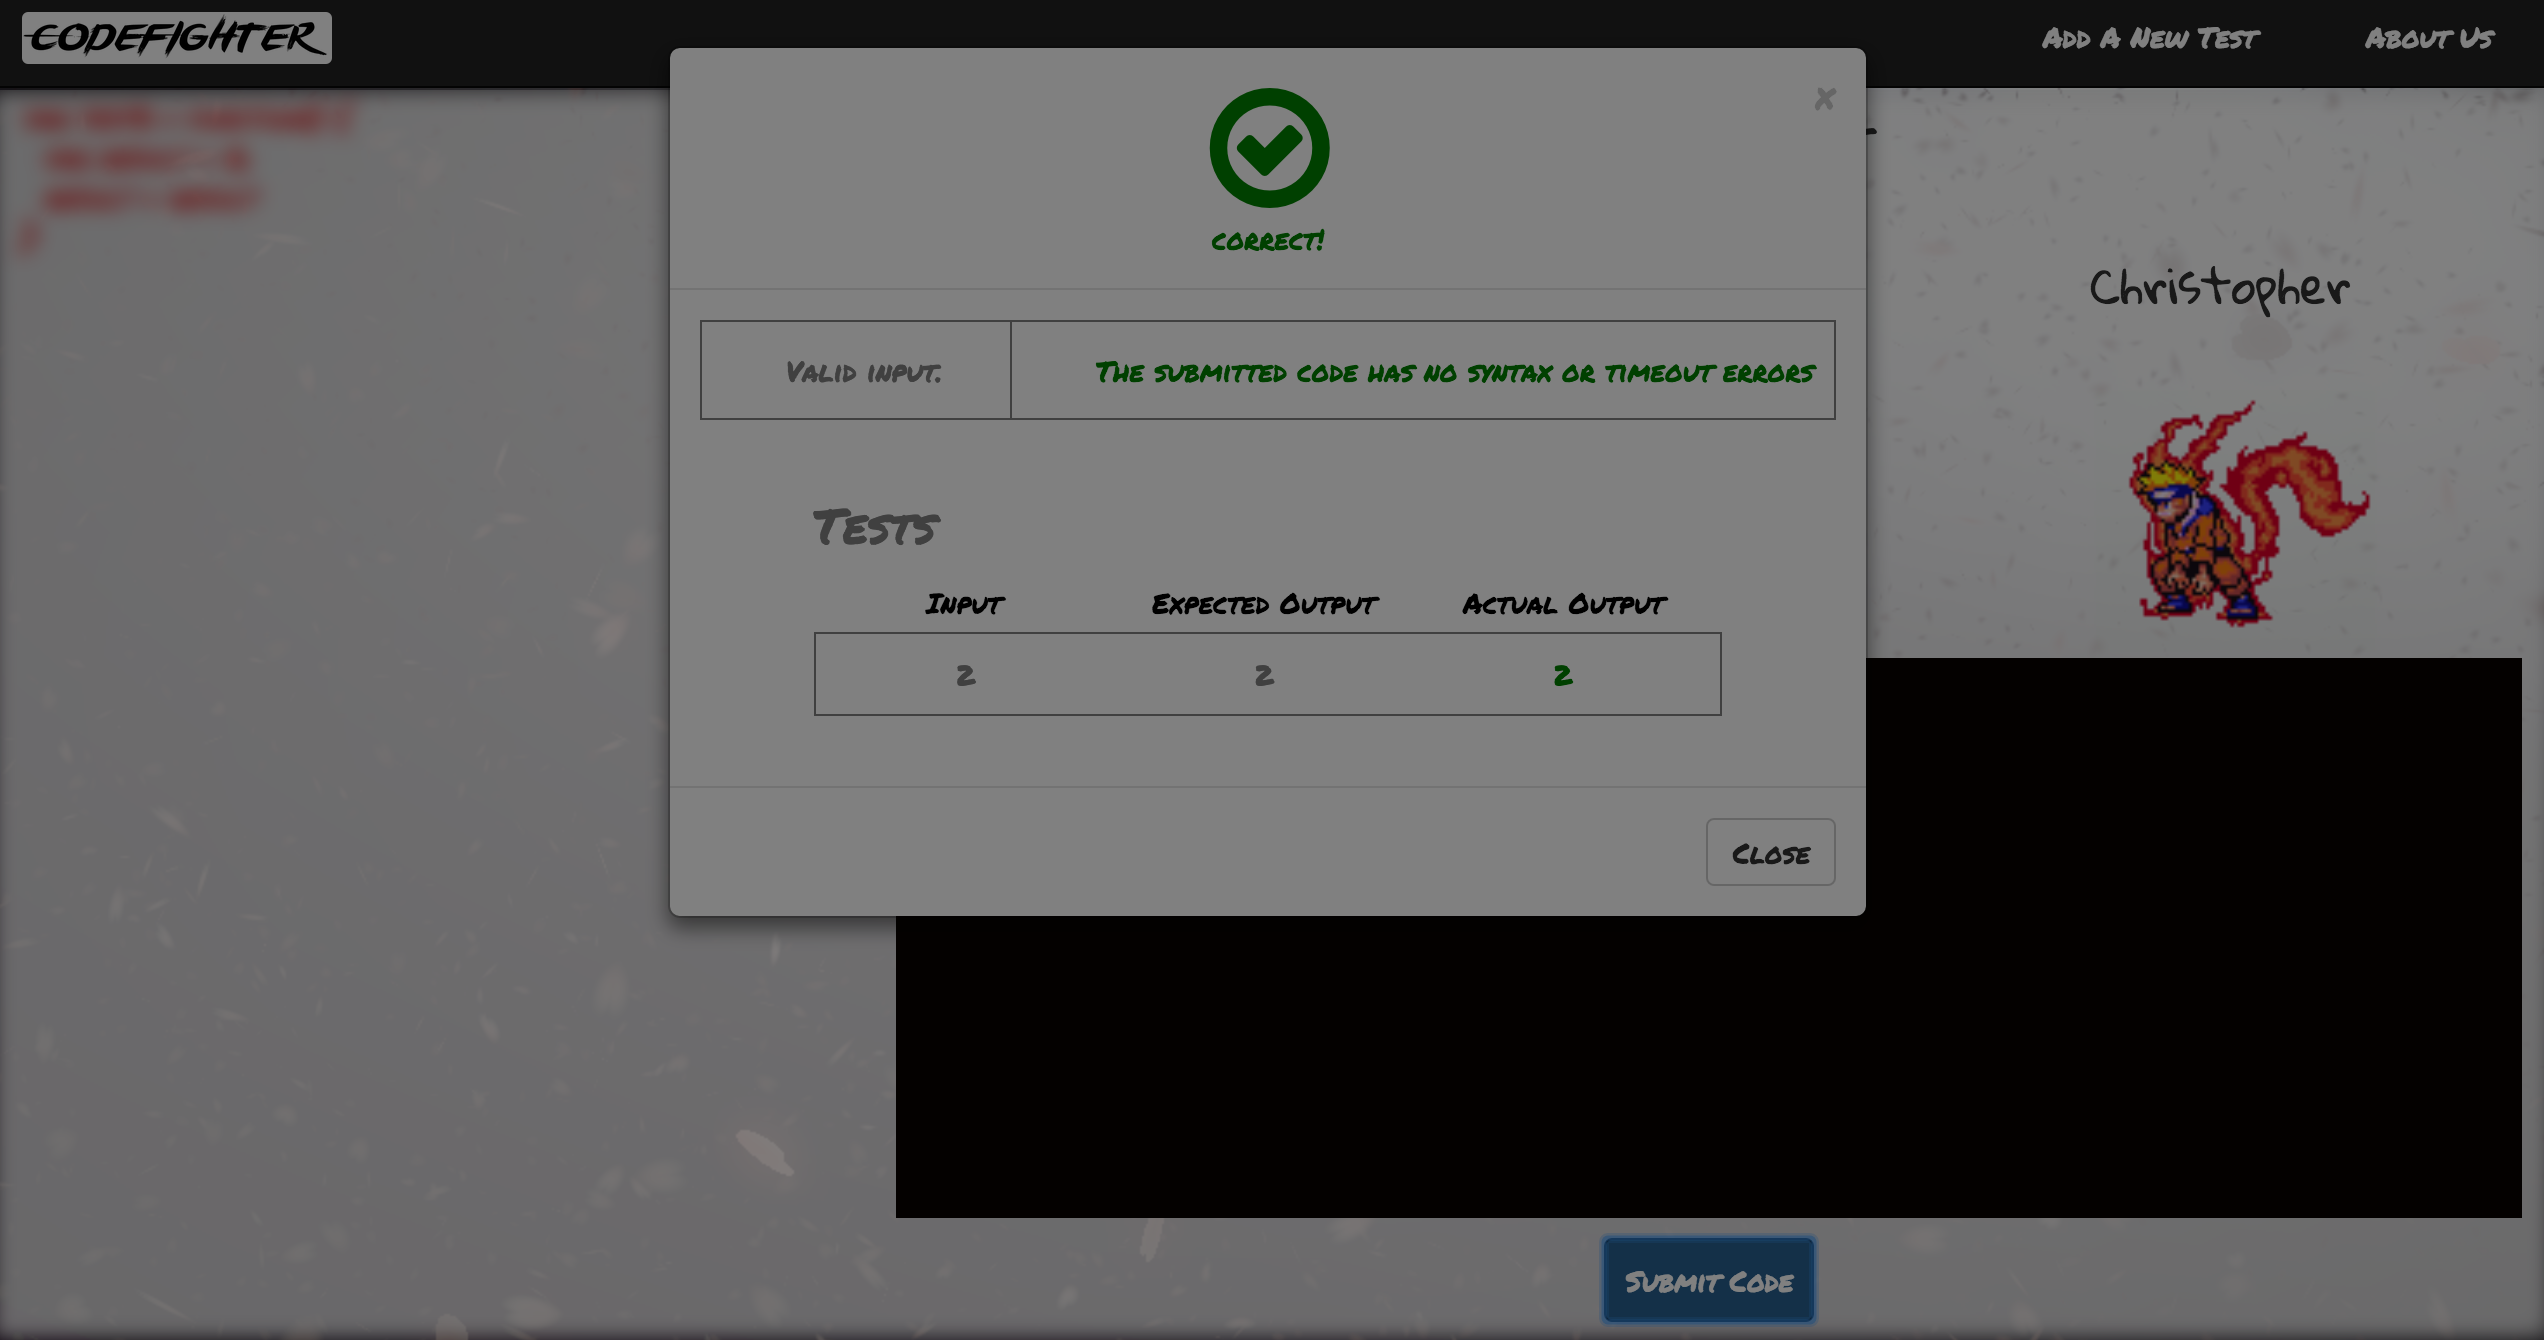 CODEFIGHTER
Add A New Test
About Us
x
correct!
Valid input:
The submitted code has no syntax or timeout errors
Christopher
Tests
Input Expected Output Actual Output
2 2 2
Close
Submit Code